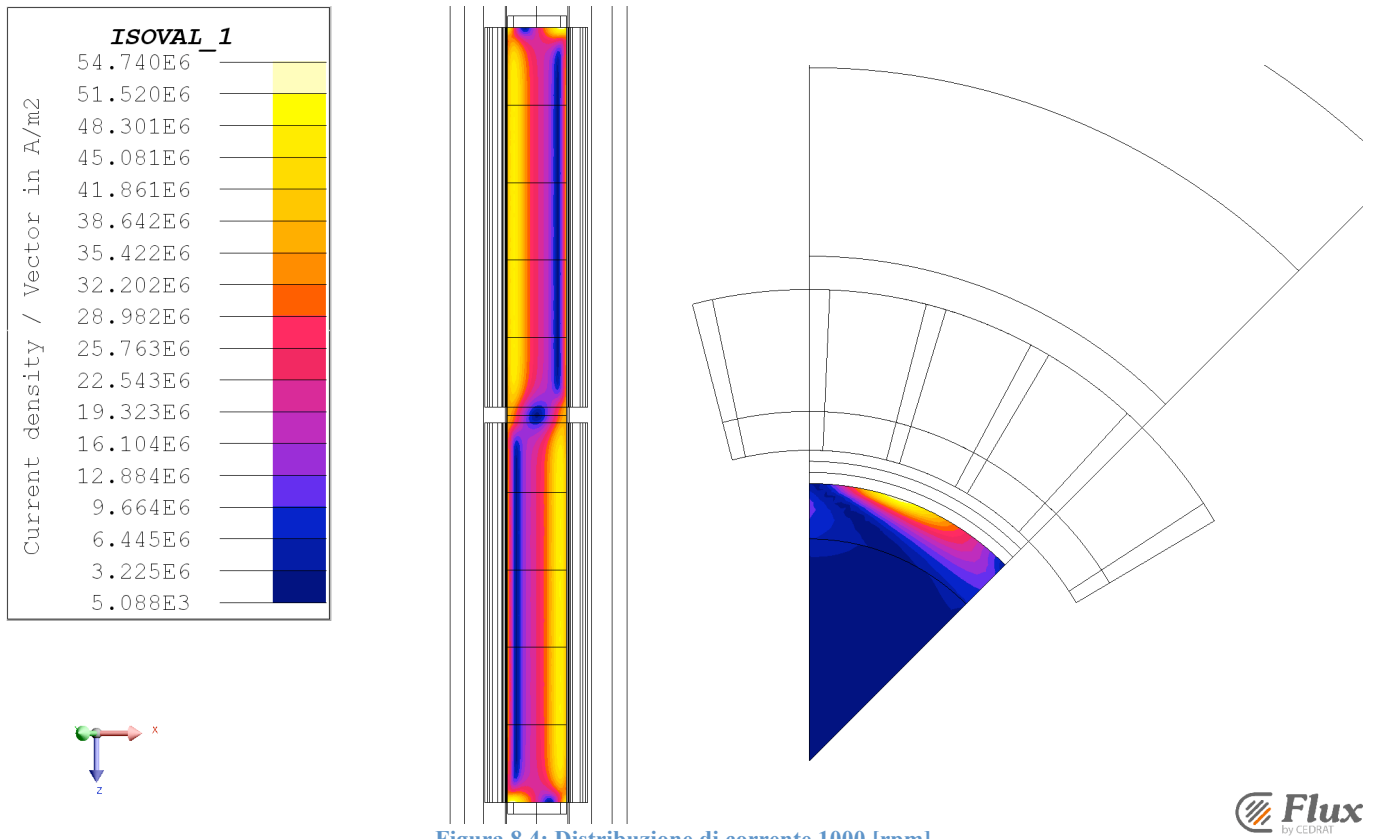 ISOVAL_1
54.740E6
51.520E6
48.301E6
45.081E6
41.861E6
38.642E6
35.422E6
32.202E6
28.982E6
25.763E6
22.543E6
19.323E6
16.104E6
12.884E6
9.664E6
6.445E6
3.225E6
5.088E3
Current density / Vector in A/m2
x
z
Flux
by CEDRAT
Figura 8.4: Distribuzione di corrente 1000 [rpm]